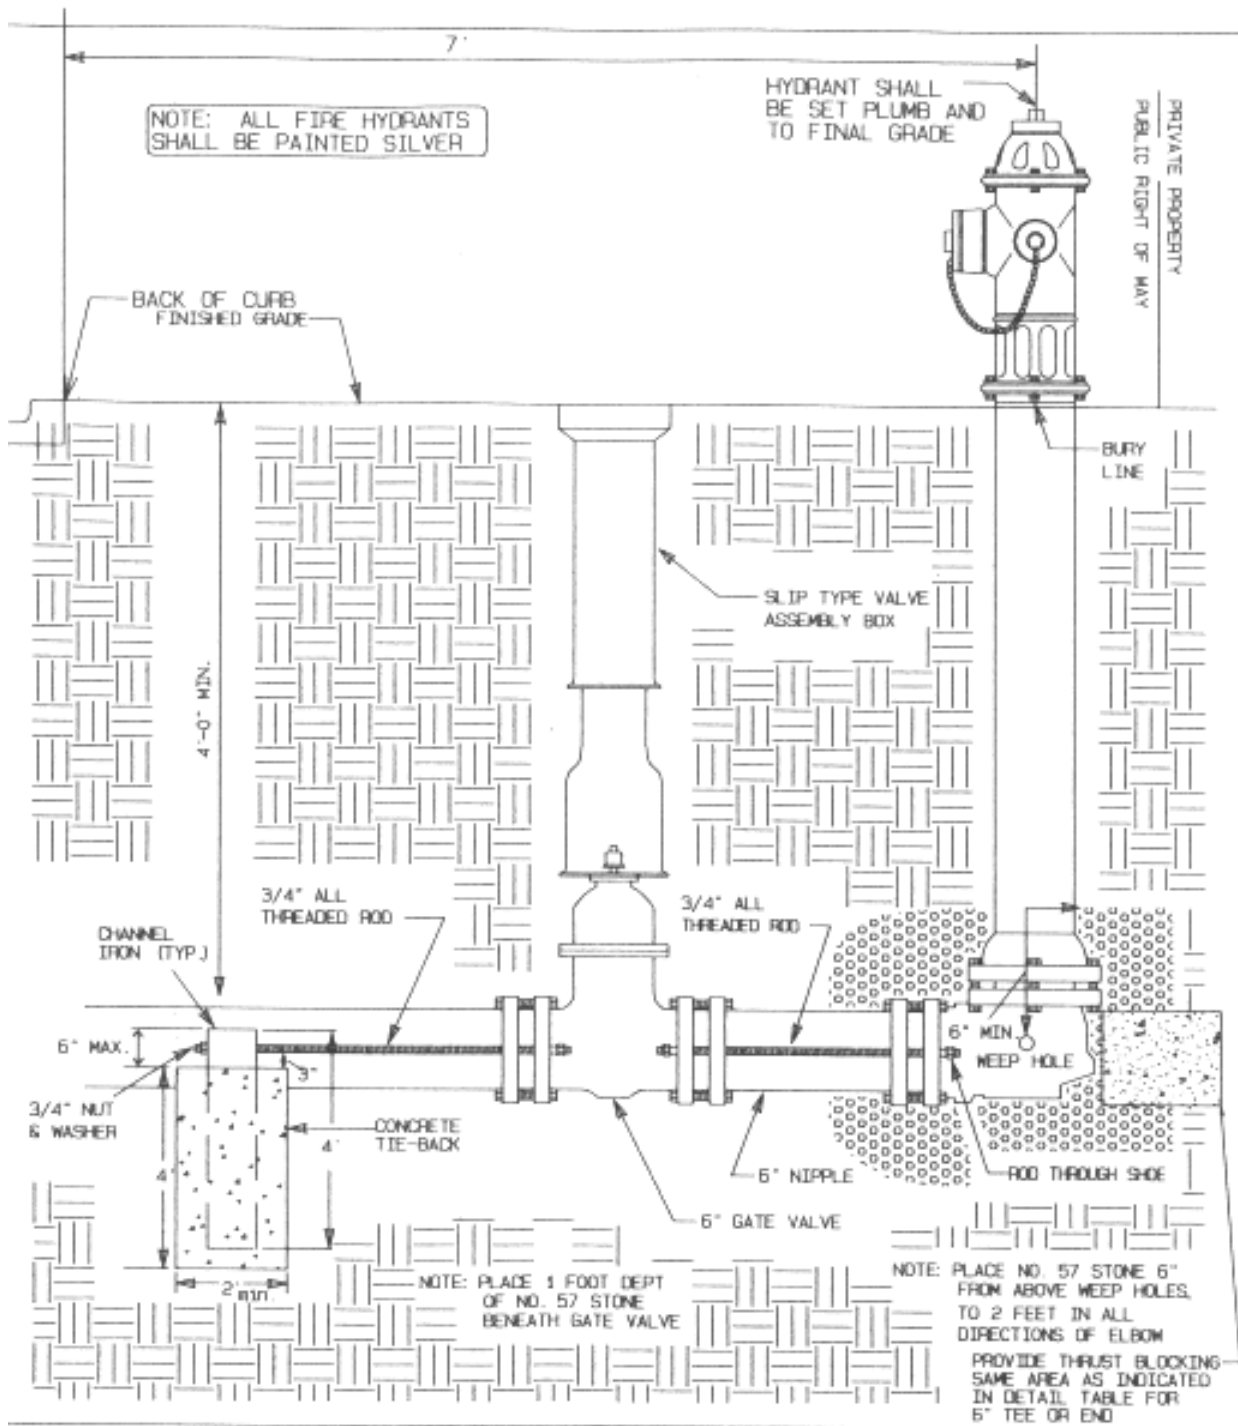 7'
HYDRANT SHALL
BE SET PLUMB AND
TO FINAL GRADE
NOTE: ALL FIRE HYDRANTS
SHALL BE PAINTED SILVER
PRIVATE PROPERTY
PUBLIC RIGHT OF WAY
BACK OF CURB
FINISHED GRADE
BURY
LINE
SLIP TYPE VALVE
ASSEMBLY BOX
4'-0" MIN.
3/4" ALL
THREADED ROD
3/4" ALL
THREADED ROD
CHANNEL
IRON (TYP.)
6" MAX.
3"
6" MIN.
WEEP HOLE
3/4" NUT
& WASHER
CONCRETE
TIE-BACK
4'
4'
6" NIPPLE
ROD THROUGH SHOE
6" GATE VALVE
2' min.
NOTE: PLACE 1 FOOT DEPT
OF NO. 57 STONE
BENEATH GATE VALVE
NOTE: PLACE NO. 57 STONE 6"
FROM ABOVE WEEP HOLES,
TO 2 FEET IN ALL
DIRECTIONS OF ELBOW
PROVIDE THRUST BLOCKING
SAME AREA AS INDICATED
IN DETAIL TABLE FOR
6" TEE OR END